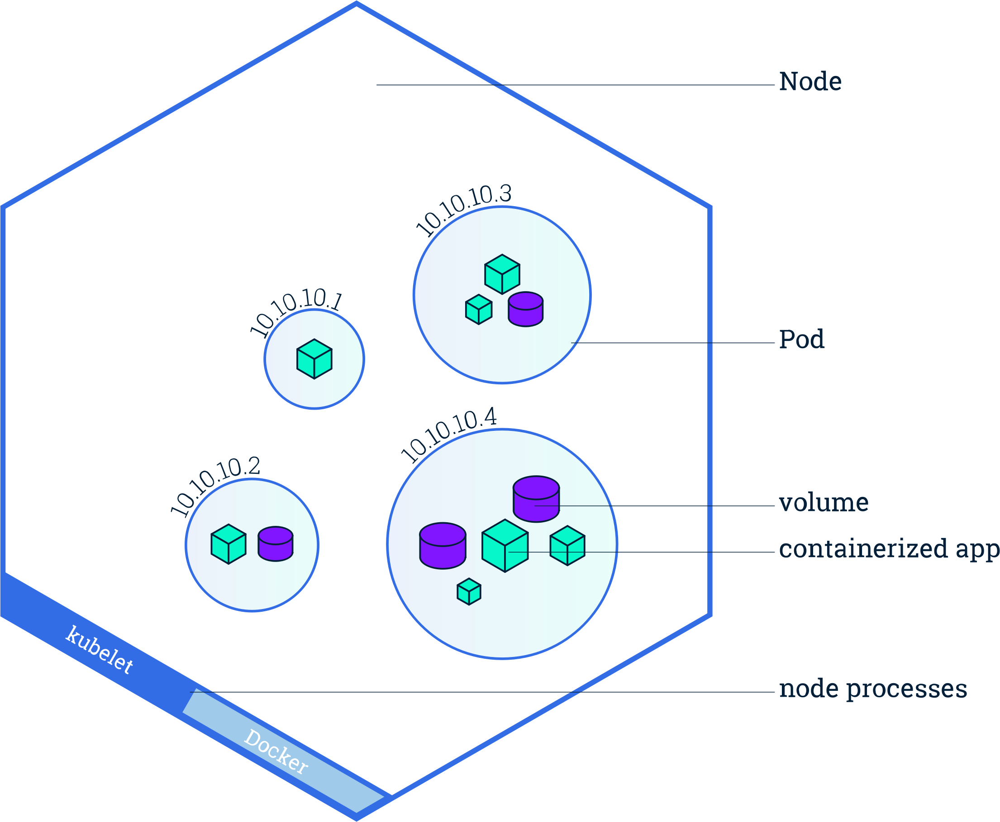 Node
10.10.10.3
10.10.10.1
Pod
10.10.10.4
10.10.10.2
volume
containerized app
kubelet
node processes
Docker